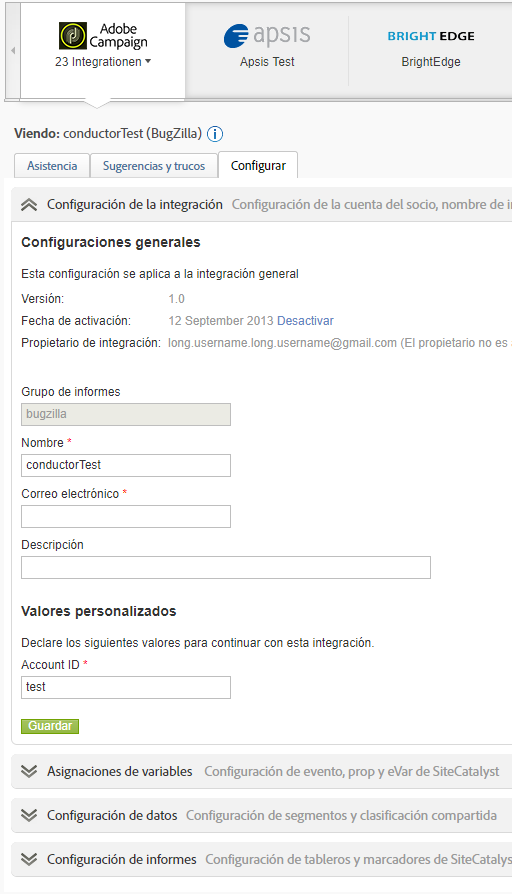 Adobe
Campaign
23 Integrationen
apsis
Apsis Test
BRIGHT EDGE
BrightEdge
Viendo: conductorTest (BugZilla)
Asistencia
Sugerencias y trucos
Configurar
Configuración de la integración Configuración de la cuenta del socio, nombre de i
Configuraciones generales
Esta configuración se aplica a la integración general
Versión: 1.0
Fecha de activación: 12 September 2013 Desactivar
Propietario de integración: long.username.long.username@gmail.com (El propietario no es
Grupo de informes
bugzilla
Nombre *
conductorTest
Correo electrónico *
Descripción
Valores personalizados
Declare los siguientes valores para continuar con esta integración.
Account ID *
test
Guardar
Asignaciones de variables Configuración de evento, prop y eVar de SiteCatalyst
Configuración de datos Configuración de segmentos y clasificación compartida
Configuración de informes Configuración de tableros y marcadores de SiteCatalys